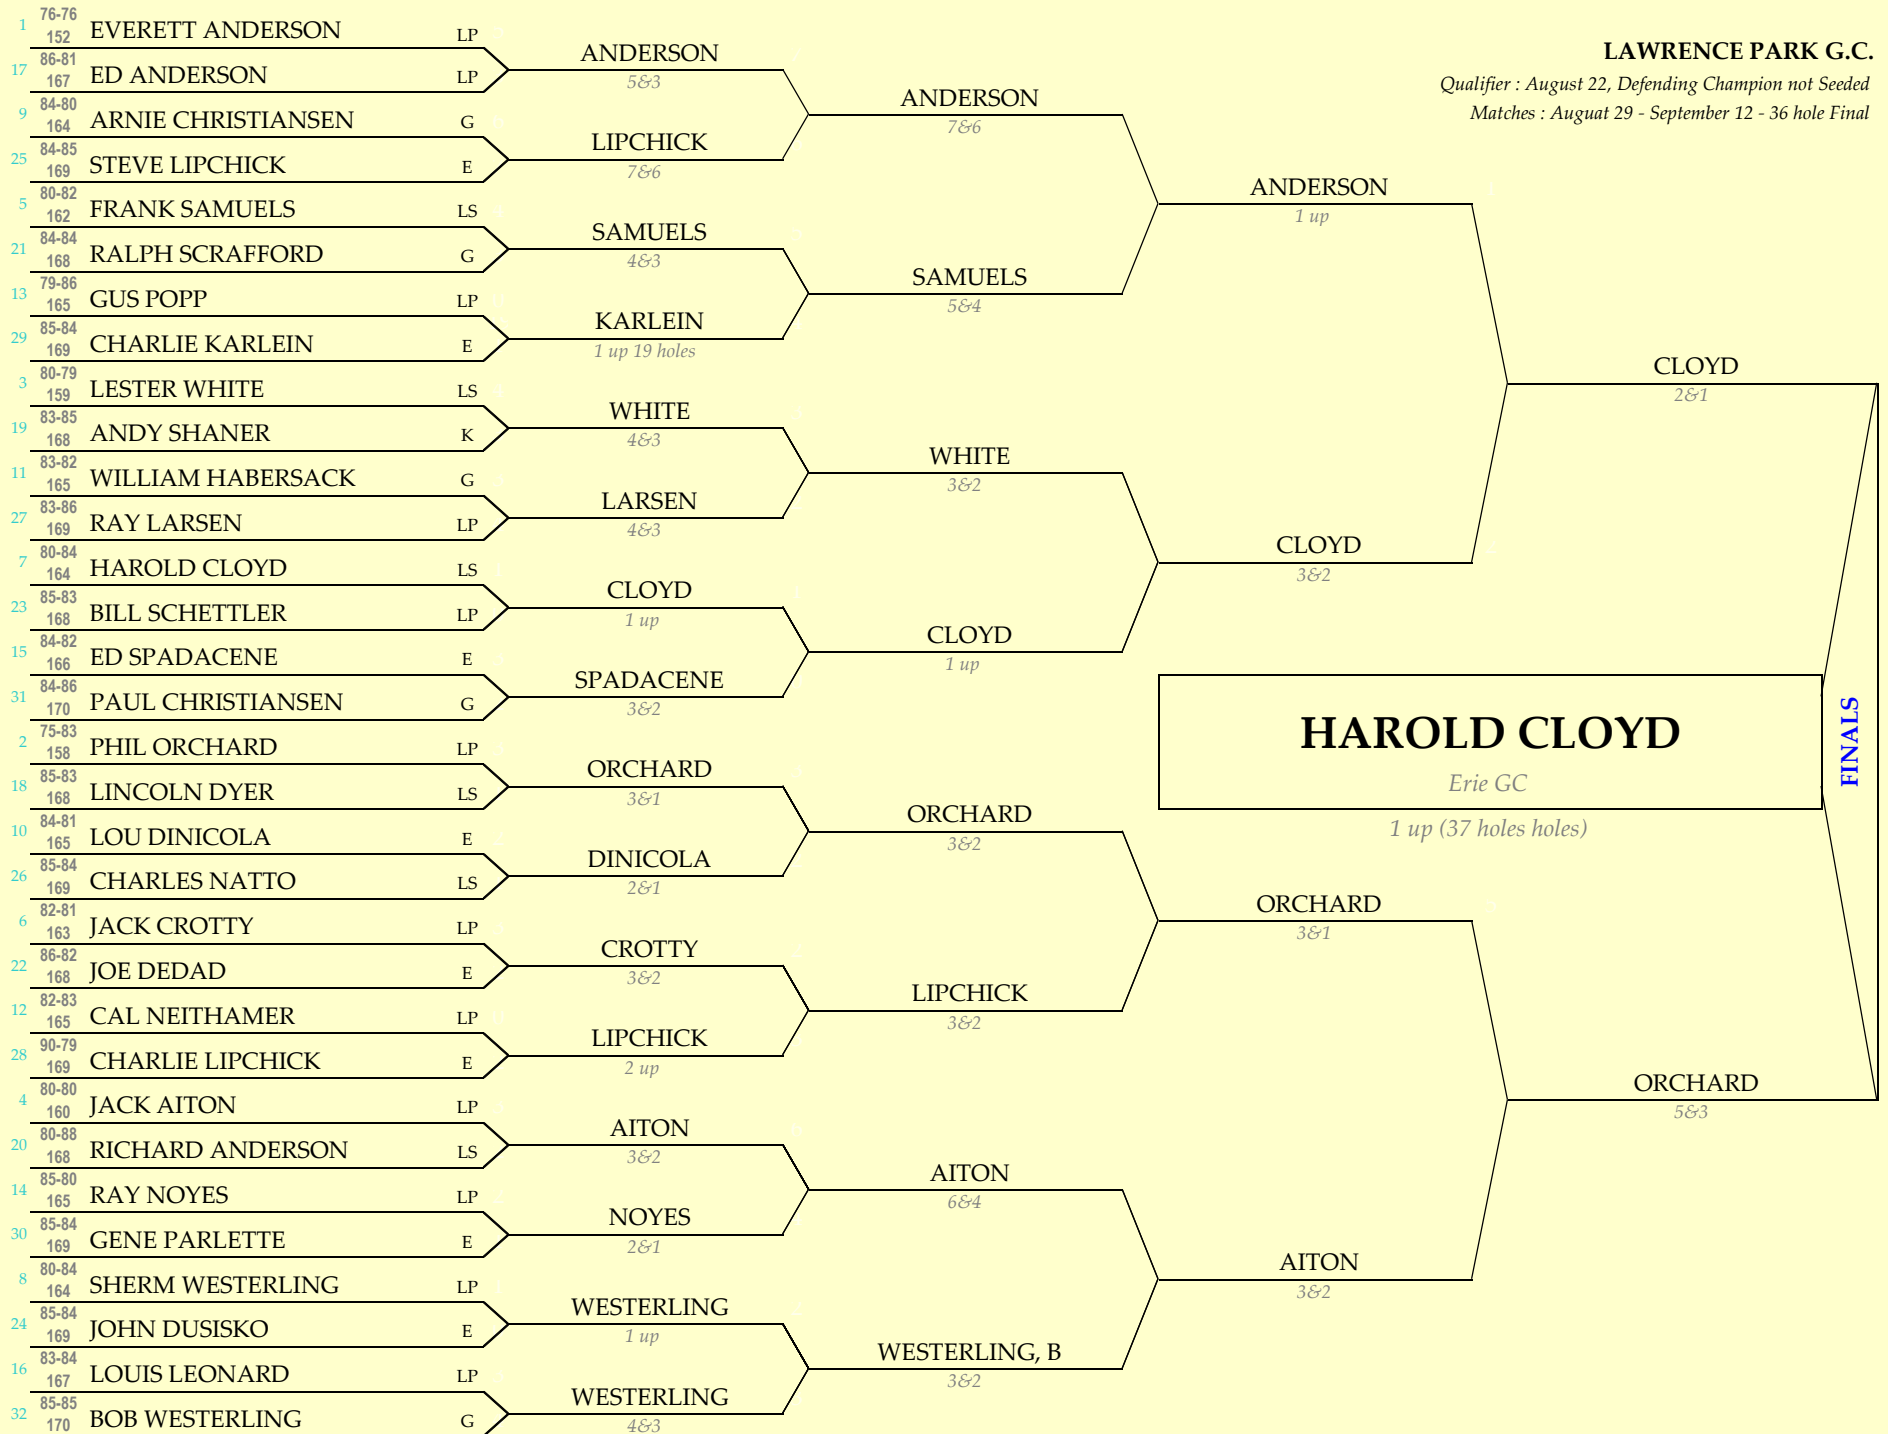 LAWRENCE PARK G.C.
Qualifier : August 22, Defending Champion not Seeded
Matches : Auguat 29 - September 12 - 36 hole Final
1 76-76 152 EVERETT ANDERSON LP
17 86-81 167 ED ANDERSON LP
9 84-80 164 ARNIE CHRISTIANSEN G
25 84-85 169 STEVE LIPCHICK E
5 80-82 162 FRANK SAMUELS LS
21 84-84 168 RALPH SCRAFFORD G
13 79-86 165 GUS POPP LP
29 85-84 169 CHARLIE KARLEIN E
3 80-79 159 LESTER WHITE LS
19 83-85 168 ANDY SHANER K
11 83-82 165 WILLIAM HABERSACK G
27 83-86 169 RAY LARSEN LP
7 80-84 164 HAROLD CLOYD LS
23 85-83 168 BILL SCHETTLER LP
15 84-82 166 ED SPADACENE E
31 84-86 170 PAUL CHRISTIANSEN G
2 75-83 158 PHIL ORCHARD LP
18 85-83 168 LINCOLN DYER LS
10 84-81 165 LOU DINICOLA E
26 85-84 169 CHARLES NATTO LS
6 82-81 163 JACK CROTTY LP
22 86-82 168 JOE DEDAD E
12 82-83 165 CAL NEITHAMER LP
28 90-79 169 CHARLIE LIPCHICK E
4 80-80 160 JACK AITON LP
20 80-88 168 RICHARD ANDERSON LS
14 85-80 165 RAY NOYES LP
30 85-84 169 GENE PARLETTE E
8 80-84 164 SHERM WESTERLING LP
24 85-84 169 JOHN DUSISKO E
16 83-84 167 LOUIS LEONARD LP
32 85-85 170 BOB WESTERLING G
ANDERSON
5&3
LIPCHICK
7&6
SAMUELS
4&3
KARLEIN
1 up 19 holes
WHITE
4&3
LARSEN
4&3
CLOYD
1 up
SPADACENE
3&2
ORCHARD
3&1
DINICOLA
2&1
CROTTY
3&2
LIPCHICK
2 up
AITON
3&2
NOYES
2&1
WESTERLING
1 up
WESTERLING
4&3
ANDERSON
7&6
SAMUELS
5&4
WHITE
3&2
CLOYD
1 up
ORCHARD
3&2
LIPCHICK
3&2
AITON
6&4
WESTERLING, B
3&2
ANDERSON
1 up
CLOYD
3&2
ORCHARD
3&1
AITON
3&2
CLOYD
2&1
ORCHARD
5&3
HAROLD CLOYD
Erie GC
1 up (37 holes holes)
FINALS